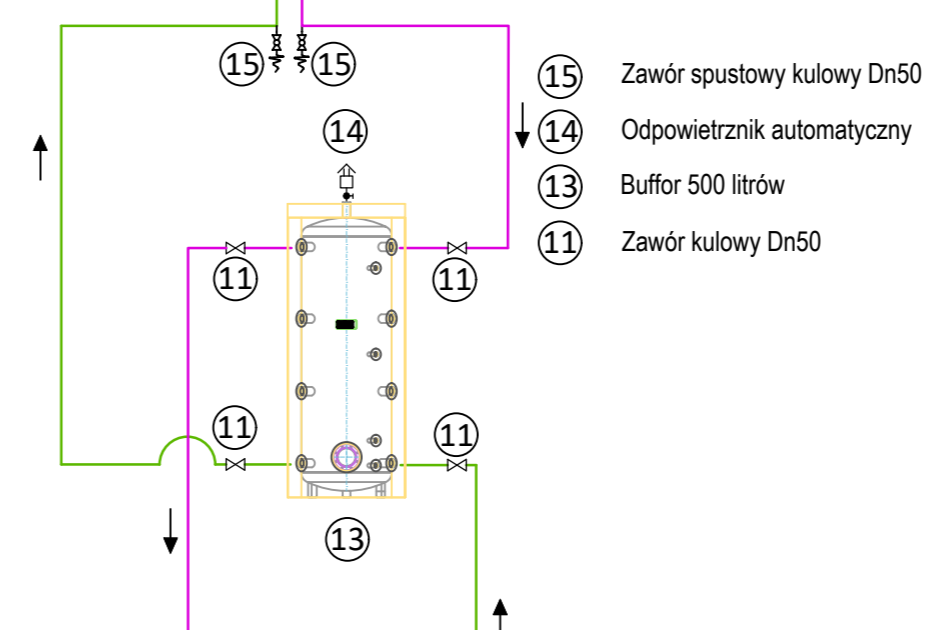 15 15
15 Zawór spustowy kulowy Dn50
14
14 Odpowietrznik automatyczny
13 Buffor 500 litrów
11 Zawór kulowy Dn50
11 11
11 11
13